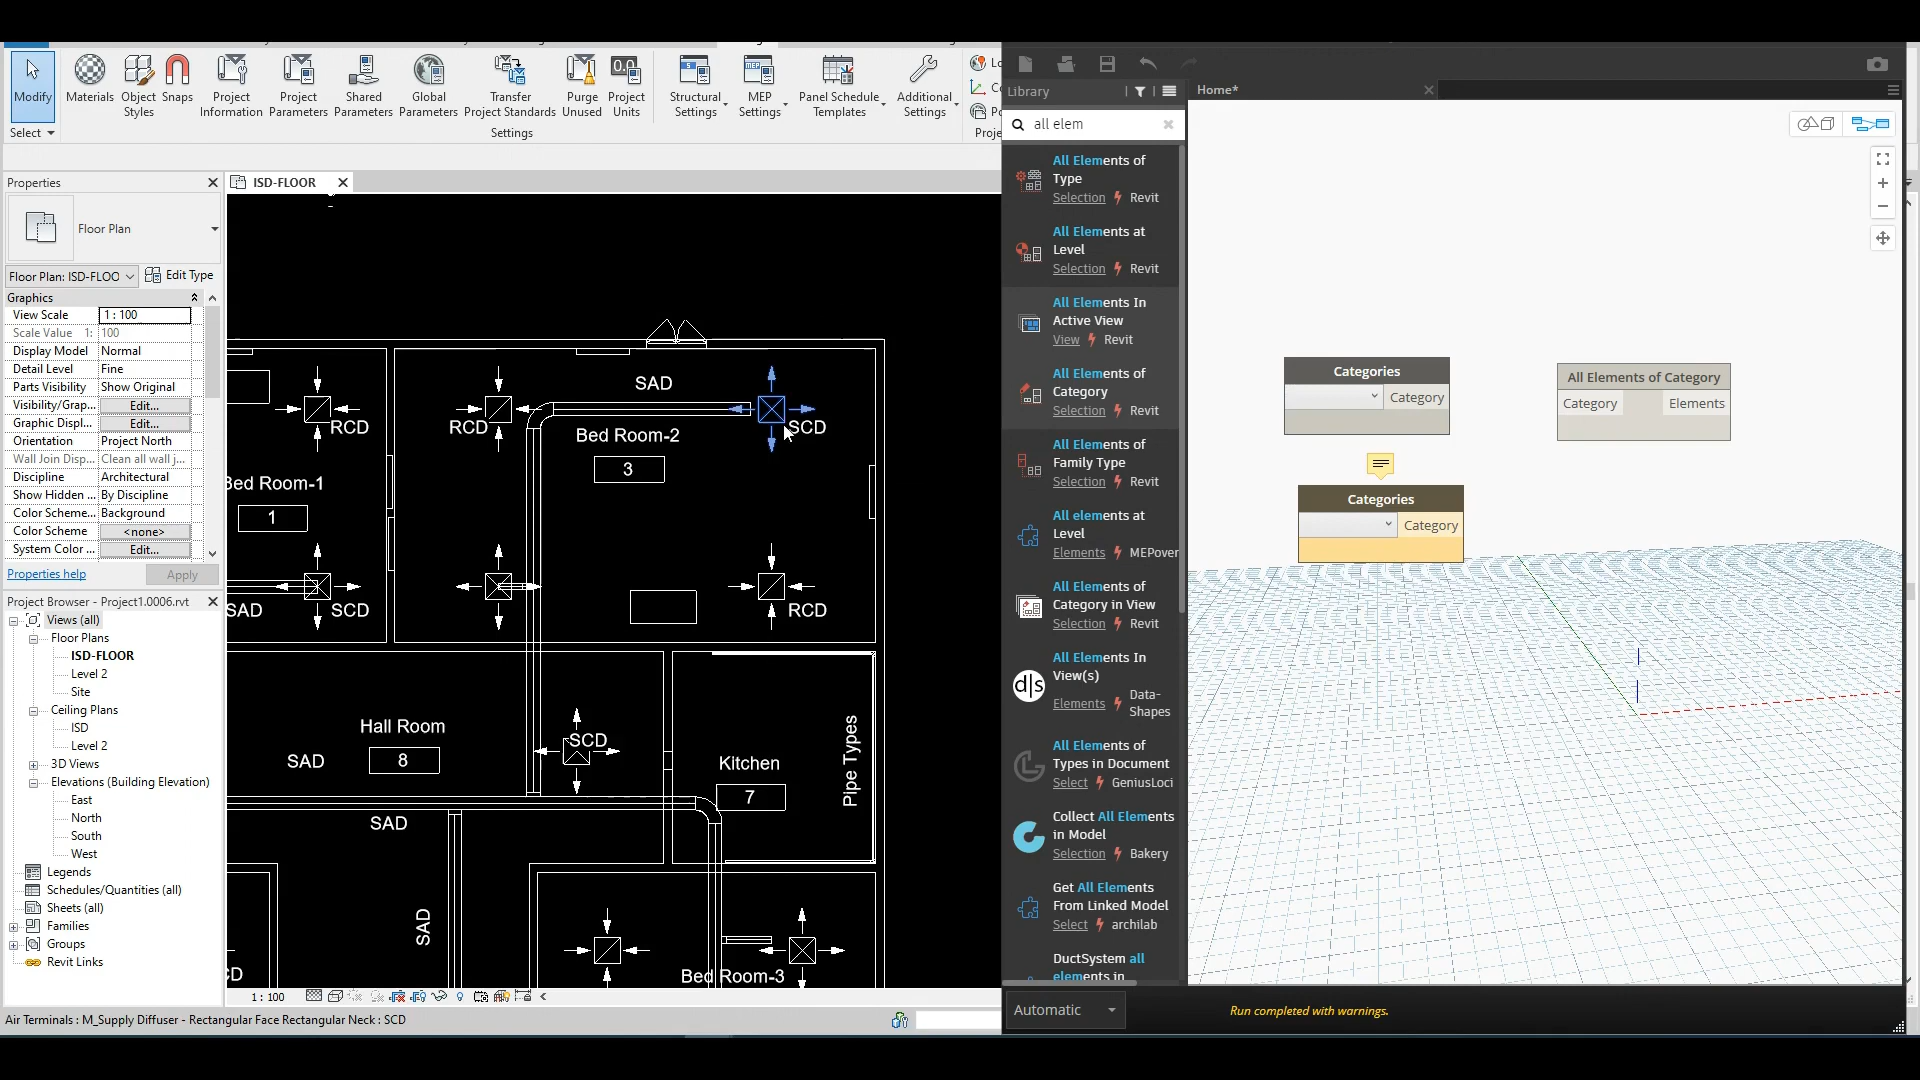 Modify
Materials
Object
Styles
Snaps
Project
Information
Project
Parameters
Shared
Parameters
Global
Parameters
Transfer
Project Standards
Purge
Unused
Project
Units
Structural
Settings
MEP
Settings
Panel Schedule
Templates
Additional
Settings
Select
Settings
Proje
Properties
Floor Plan
Floor Plan: ISD-FLOO
Edit Type
Graphics
View Scale 1 : 100
Scale Value 1: 100
Display Model Normal
Detail Level Fine
Parts Visibility Show Original
Visibility/Grap... Edit...
Graphic Displ... Edit...
Orientation Project North
Wall Join Disp... Clean all wall j...
Discipline Architectural
Show Hidden ... By Discipline
Color Scheme... Background
Color Scheme <none>
System Color ... Edit...
Properties help
Apply
Project Browser - Project1.0006.rvt
Views (all)
Floor Plans
ISD-FLOOR
Level 2
Site
Ceiling Plans
ISD
Level 2
3D Views
Elevations (Building Elevation)
East
North
South
West
Legends
Schedules/Quantities (all)
Sheets (all)
Families
Groups
Revit Links
ISD-FLOOR
SAD
RCD
RCD
SCD
Bed Room-2
3
Bed Room-1
1
SAD
SCD
RCD
Hall Room
8
SAD
SCD
Kitchen
7
Pipe Types
SAD
SAD
Bed Room-3
CD
1 : 100
Air Terminals : M_Supply Diffuser - Rectangular Face Rectangular Neck : SCD
Library
all elem
All Elements of
Type
Selection Revit
All Elements at
Level
Selection Revit
All Elements In
Active View
View Revit
All Elements of
Category
Selection Revit
All Elements of
Family Type
Selection Revit
All elements at
Level
Elements MEPover
All Elements of
Category in View
Selection Revit
d|s
All Elements In
View(s)
Elements Data-
Shapes
All Elements of
Types in Document
Select GeniusLoci
Collect All Elements
in Model
Selection Bakery
Get All Elements
From Linked Model
Select archilab
DuctSystem all
elements in
Automatic
Home*
Categories
Category
All Elements of Category
Category Elements
Categories
Category
Run completed with warnings.